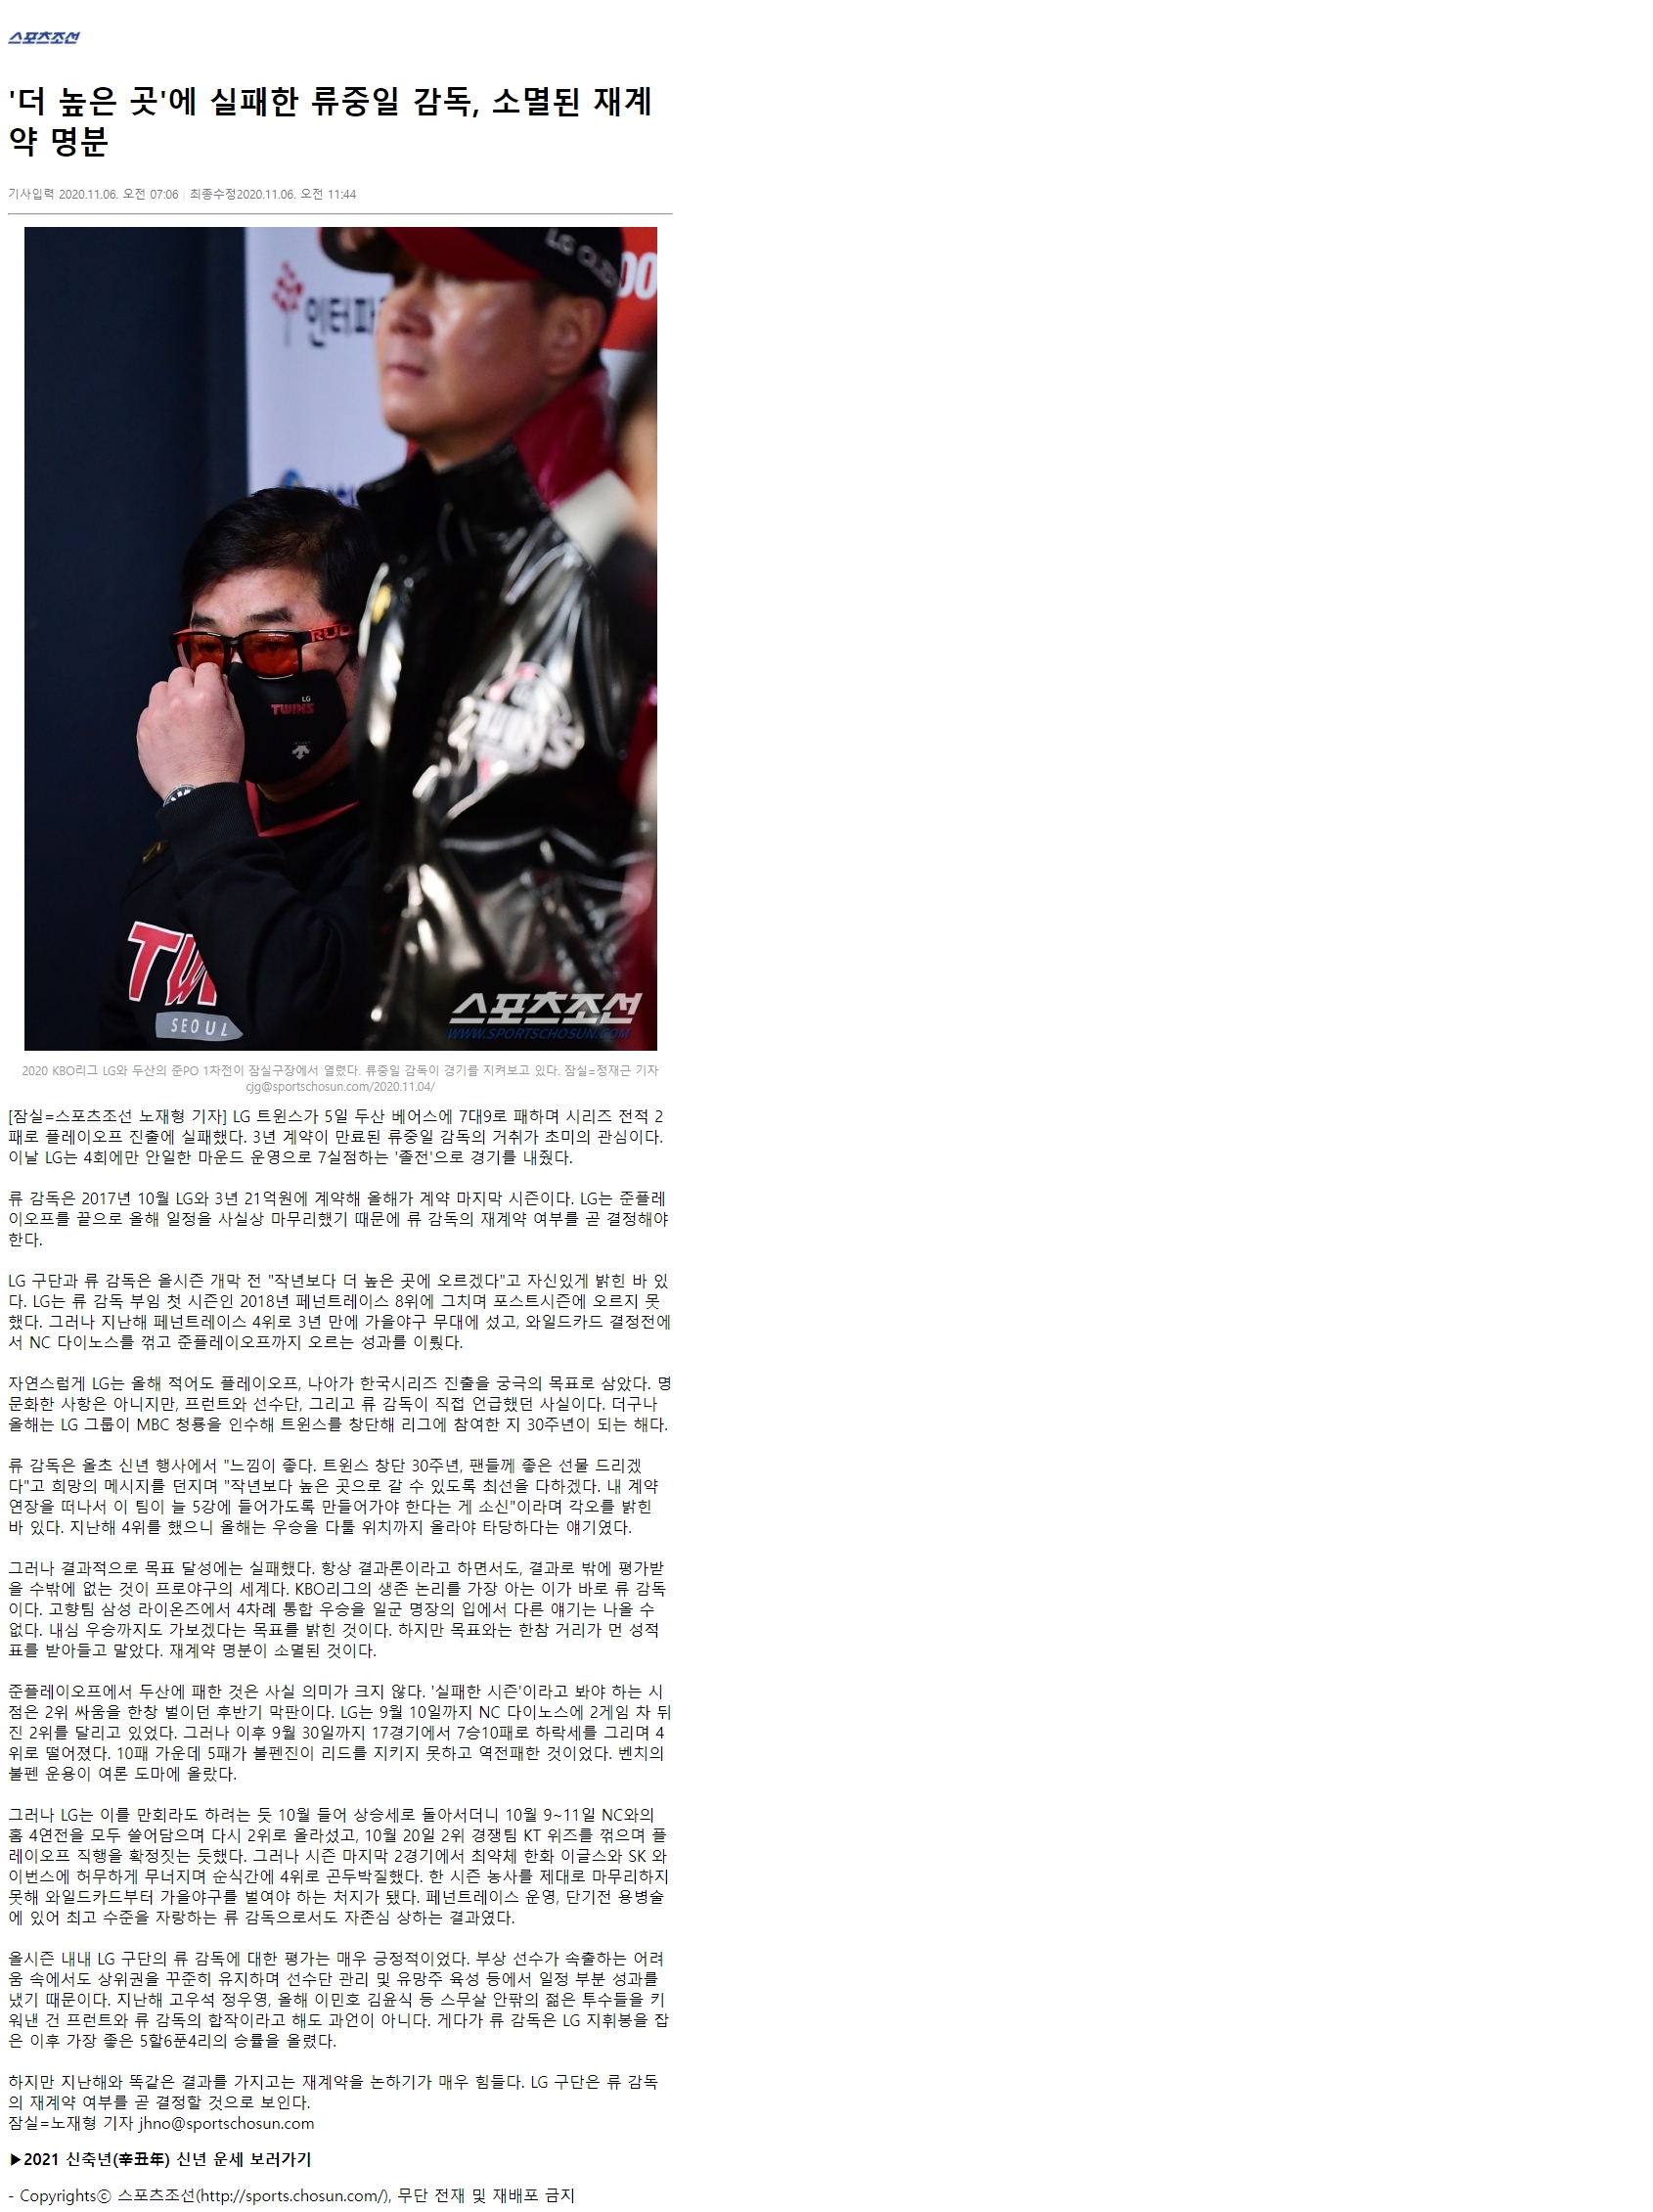 스포츠조선
'더 높은 곳'에 실패한 류중일 감독, 소멸된 재계
약 명분
기사입력 2020.11.06. 오전 07:06 | 최종수정2020.11.06. 오전 11:44
LG
인터파
RUD
LG
TWINS
TWINS
TW
SEOUL
스포츠조선
WWW.SPORTSCHOSUN.COM
2020 KBO리그 LG와 두산의 준PO 1차전이 잠실구장에서 열렸다. 류중일 감독이 경기를 지켜보고 있다. 잠실=정재근 기자
cjg@sportschosun.com/2020.11.04/
[잠실=스포츠조선 노재형 기자] LG 트윈스가 5일 두산 베어스에 7대9로 패하며 시리즈 전적 2
패로 플레이오프 진출에 실패했다. 3년 계약이 만료된 류중일 감독의 거취가 초미의 관심이다.
이날 LG는 4회에만 안일한 마운드 운영으로 7실점하는 '졸전'으로 경기를 내줬다.
류 감독은 2017년 10월 LG와 3년 21억원에 계약해 올해가 계약 마지막 시즌이다. LG는 준플레
이오프를 끝으로 올해 일정을 사실상 마무리했기 때문에 류 감독의 재계약 여부를 곧 결정해야
한다.
LG 구단과 류 감독은 올시즌 개막 전 "작년보다 더 높은 곳에 오르겠다"고 자신있게 밝힌 바 있
다. LG는 류 감독 부임 첫 시즌인 2018년 페넌트레이스 8위에 그치며 포스트시즌에 오르지 못
했다. 그러나 지난해 페넌트레이스 4위로 3년 만에 가을야구 무대에 섰고, 와일드카드 결정전에
서 NC 다이노스를 꺾고 준플레이오프까지 오르는 성과를 이뤘다.
자연스럽게 LG는 올해 적어도 플레이오프, 나아가 한국시리즈 진출을 궁극의 목표로 삼았다. 명
문화한 사항은 아니지만, 프런트와 선수단, 그리고 류 감독이 직접 언급했던 사실이다. 더구나
올해는 LG 그룹이 MBC 청룡을 인수해 트윈스를 창단해 리그에 참여한 지 30주년이 되는 해다.
류 감독은 올초 신년 행사에서 "느낌이 좋다. 트윈스 창단 30주년, 팬들께 좋은 선물 드리겠
다"고 희망의 메시지를 던지며 "작년보다 높은 곳으로 갈 수 있도록 최선을 다하겠다. 내 계약
연장을 떠나서 이 팀이 늘 5강에 들어가도록 만들어가야 한다는 게 소신"이라며 각오를 밝힌
바 있다. 지난해 4위를 했으니 올해는 우승을 다툴 위치까지 올라야 타당하다는 얘기였다.
그러나 결과적으로 목표 달성에는 실패했다. 항상 결과론이라고 하면서도, 결과로 밖에 평가받
을 수밖에 없는 것이 프로야구의 세계다. KBO리그의 생존 논리를 가장 아는 이가 바로 류 감독
이다. 고향팀 삼성 라이온즈에서 4차례 통합 우승을 일군 명장의 입에서 다른 얘기는 나올 수
없다. 내심 우승까지도 가보겠다는 목표를 밝힌 것이다. 하지만 목표와는 한참 거리가 먼 성적
표를 받아들고 말았다. 재계약 명분이 소멸된 것이다.
준플레이오프에서 두산에 패한 것은 사실 의미가 크지 않다. '실패한 시즌'이라고 봐야 하는 시
점은 2위 싸움을 한창 벌이던 후반기 막판이다. LG는 9월 10일까지 NC 다이노스에 2게임 차 뒤
진 2위를 달리고 있었다. 그러나 이후 9월 30일까지 17경기에서 7승10패로 하락세를 그리며 4
위로 떨어졌다. 10패 가운데 5패가 불펜진이 리드를 지키지 못하고 역전패한 것이었다. 벤치의
불펜 운용이 여론 도마에 올랐다.
그러나 LG는 이를 만회라도 하려는 듯 10월 들어 상승세로 돌아서더니 10월 9~11일 NC와의
홈 4연전을 모두 쓸어담으며 다시 2위로 올라섰고, 10월 20일 2위 경쟁팀 KT 위즈를 꺾으며 플
레이오프 직행을 확정짓는 듯했다. 그러나 시즌 마지막 2경기에서 최약체 한화 이글스와 SK 와
이번스에 허무하게 무너지며 순식간에 4위로 곤두박질했다. 한 시즌 농사를 제대로 마무리하지
못해 와일드카드부터 가을야구를 벌여야 하는 처지가 됐다. 페넌트레이스 운영, 단기전 용병술
에 있어 최고 수준을 자랑하는 류 감독으로서도 자존심 상하는 결과였다.
올시즌 내내 LG 구단의 류 감독에 대한 평가는 매우 긍정적이었다. 부상 선수가 속출하는 어려
움 속에서도 상위권을 꾸준히 유지하며 선수단 관리 및 유망주 육성 등에서 일정 부분 성과를
냈기 때문이다. 지난해 고우석 정우영, 올해 이민호 김윤식 등 스무살 안팎의 젊은 투수들을 키
워낸 건 프런트와 류 감독의 합작이라고 해도 과언이 아니다. 게다가 류 감독은 LG 지휘봉을 잡
은 이후 가장 좋은 5할6푼4리의 승률을 올렸다.
하지만 지난해와 똑같은 결과를 가지고는 재계약을 논하기가 매우 힘들다. LG 구단은 류 감독
의 재계약 여부를 곧 결정할 것으로 보인다.
잠실=노재형 기자 jhno@sportschosun.com
▶2021 신축년(辛丑年) 신년 운세 보러가기
- Copyrightsⓒ 스포츠조선(http://sports.chosun.com/), 무단 전재 및 재배포 금지